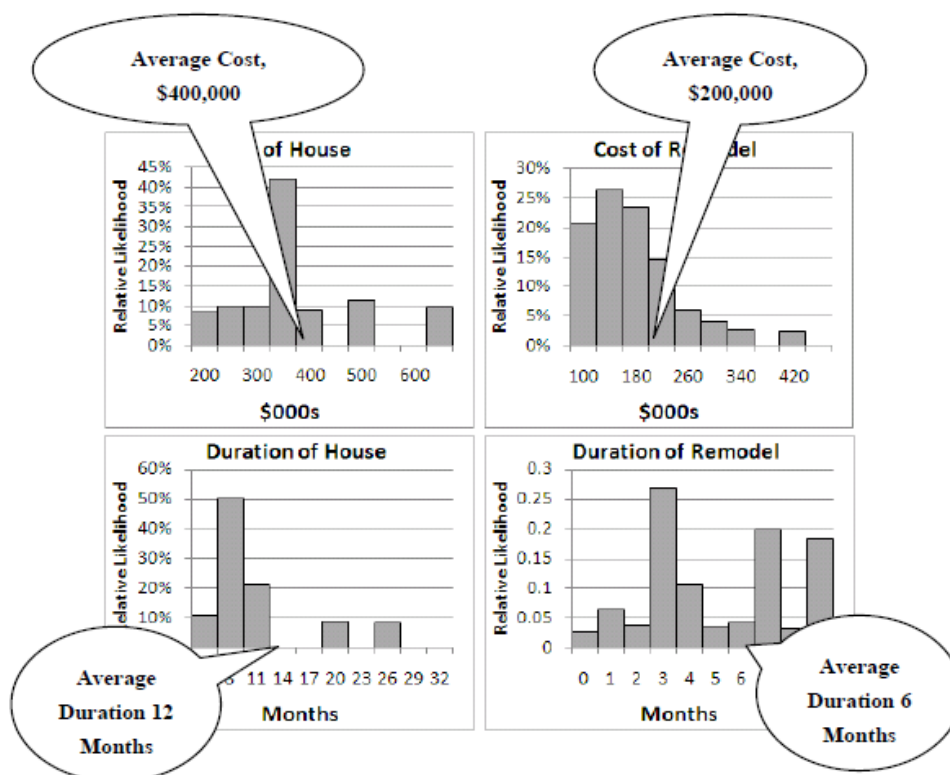 Average Cost,
$400,000
Average Cost,
$200,000
of House
45%
40%
35%
30%
25%
20%
15%
10%
5%
0%
Relative Likelihood
200 300 400 500 600
$000s
Cost of Re del
30%
25%
20%
15%
10%
5%
0%
Relative Likelihood
100 180 260 340 420
$000s
Duration of House
60%
50%
40%
30%
20%
10%
elative Likelihood
11 14 17 20 23 26 29 32
Months
Average
Duration 12
Months
Duration of Remodel
0.3
0.25
0.2
0.15
0.1
0.05
0
Relative Likelihood
0 1 2 3 4 5 6
Months
Average
Duration 6
Months